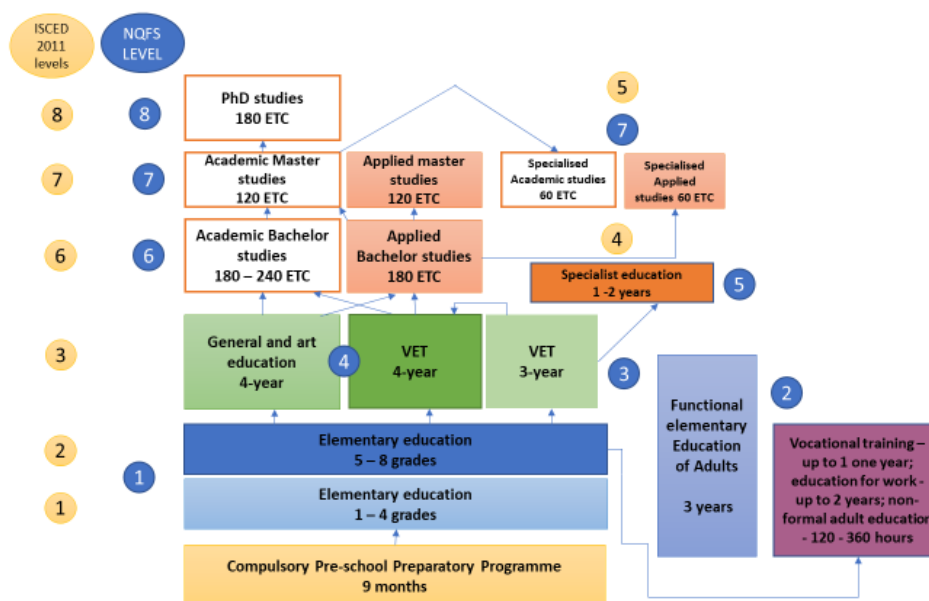 ISCED
2011
levels
NQFS
LEVEL
8
8
PhD studies
180 ETC
5
7
7
7
Academic Master
studies
120 ETC
Applied master
studies
120 ETC
Specialised
Academic studies
60 ETC
Specialised
Applied
studies 60 ETC
6
6
Academic Bachelor
studies
180 – 240 ETC
Applied
Bachelor studies
180 ETC
4
Specialist education
1 -2 years
5
3
General and art
education
4-year
4
VET
4-year
VET
3-year
3
2
Functional
elementary
Education
of Adults
3 years
2
1
1
Elementary education
5 – 8 grades
Elementary education
1 – 4 grades
Vocational training –
up to 1 one year;
education for work -
up to 2 years; non-
formal adult education
- 120 - 360 hours
Compulsory Pre-school Preparatory Programme
9 months